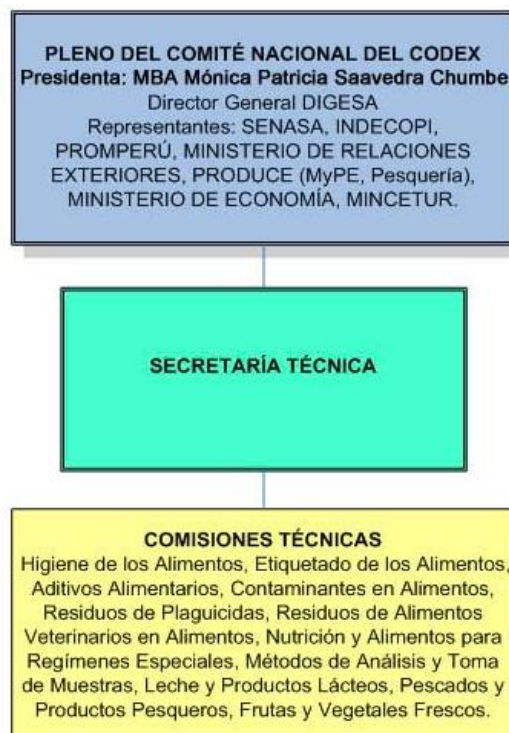 PLENO DEL COMITÉ NACIONAL DEL CODEX
Presidenta: MBA Mónica Patricia Saavedra Chumbe
Director General DIGESA
Representantes: SENASA, INDECOPI,
PROMPERÚ, MINISTERIO DE RELACIONES
EXTERIORES, PRODUCE (MyPE, Pesquería),
MINISTERIO DE ECONOMÍA, MINCETUR.
SECRETARÍA TÉCNICA
COMISIONES TÉCNICAS
Higiene de los Alimentos, Etiquetado de los Alimentos,
Aditivos Alimentarios, Contaminantes en Alimentos,
Residuos de Plaguicidas, Residuos de Alimentos
Veterinarios en Alimentos, Nutrición y Alimentos para
Regímenes Especiales, Métodos de Análisis y Toma
de Muestras, Leche y Productos Lácteos, Pescados y
Productos Pesqueros, Frutas y Vegetales Frescos.